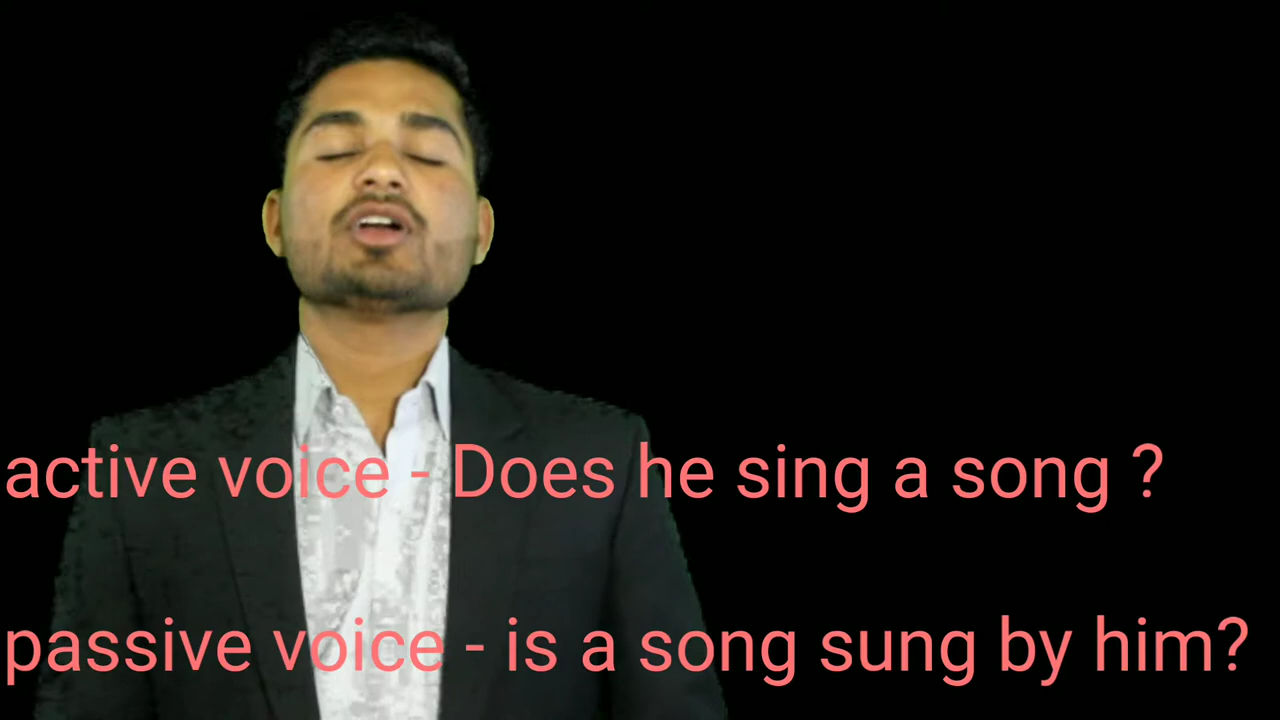 active voice - Does he sing a song ?
passive voice - is a song sung by him?